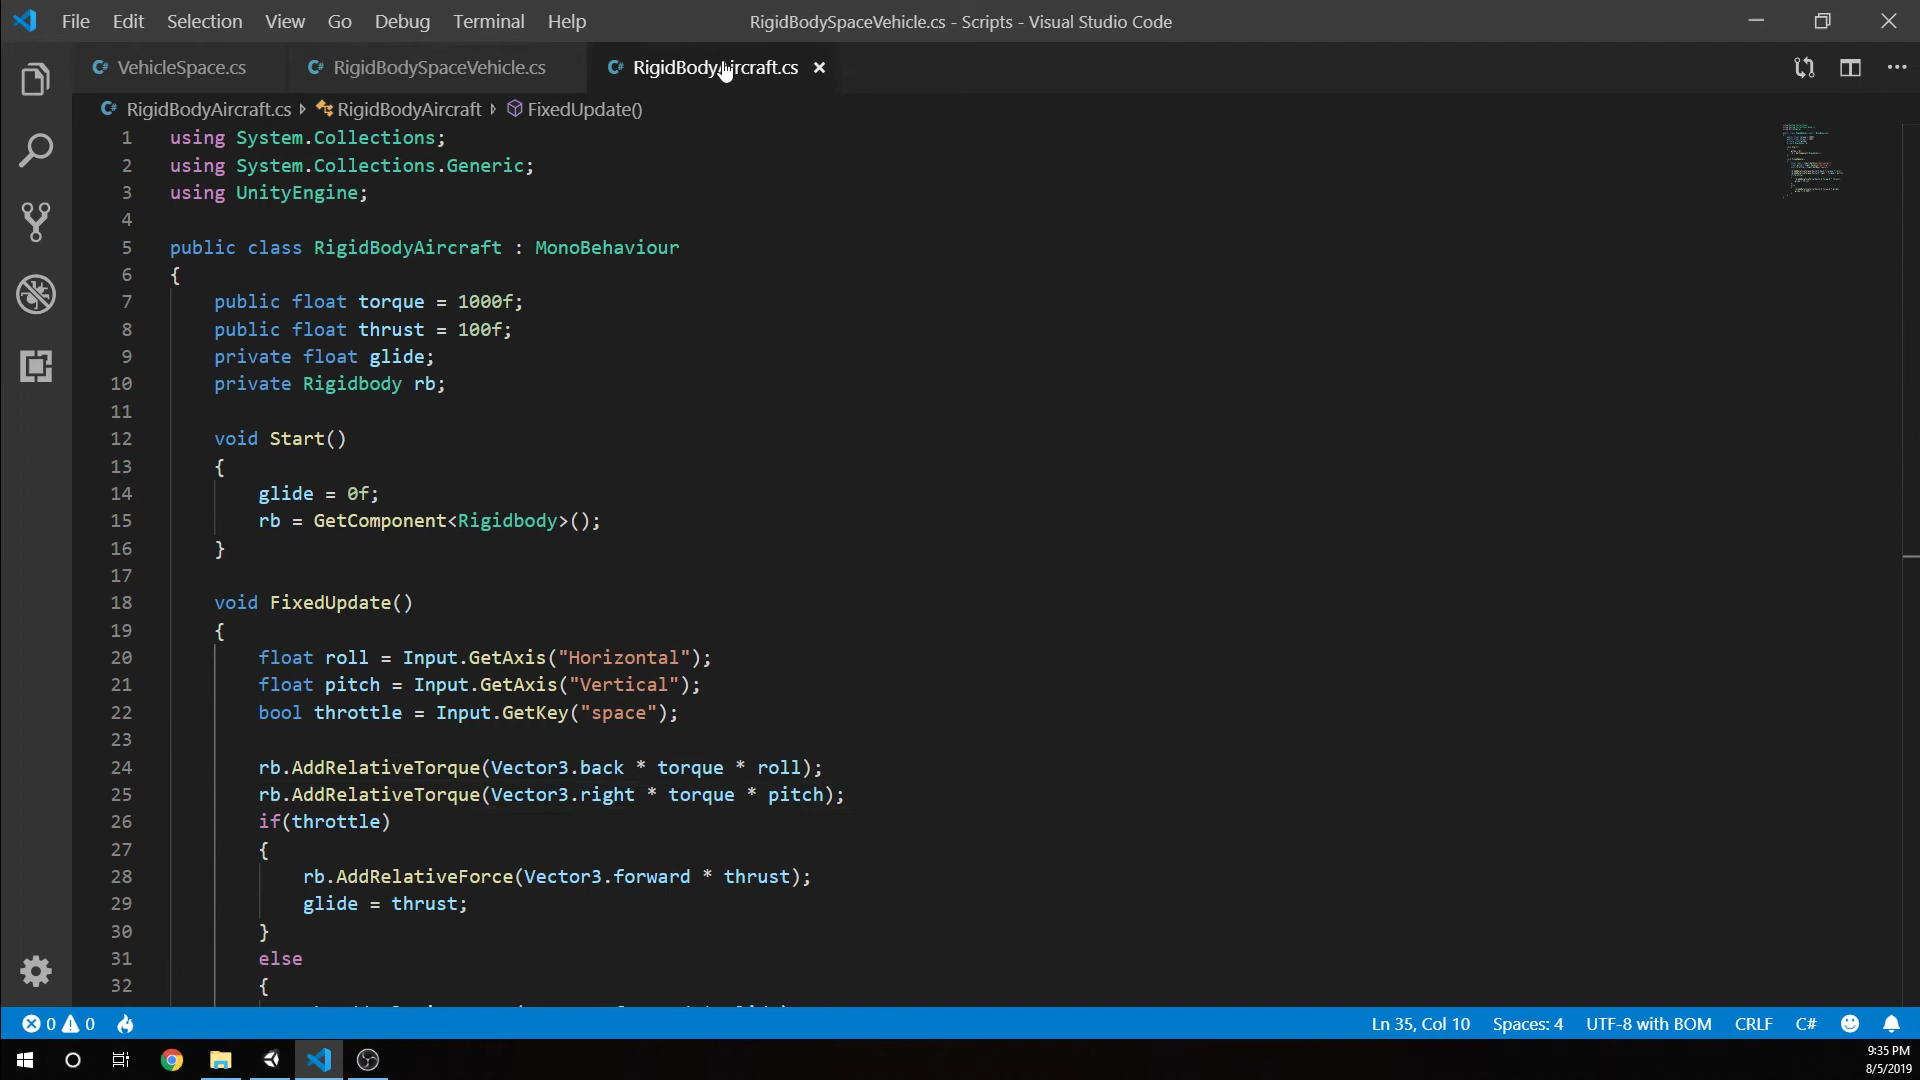 File Edit Selection View Go Debug Terminal Help RigidBodySpaceVehicle.cs - Scripts - Visual Studio Code
VehicleSpace.cs RigidBodySpaceVehicle.cs RigidBodyAircraft.cs
RigidBodyAircraft.cs RigidBodyAircraft FixedUpdate()
1 using System.Collections;
2 using System.Collections.Generic;
3 using UnityEngine;
4
5 public class RigidBodyAircraft : MonoBehaviour
6 {
7 public float torque = 1000f;
8 public float thrust = 100f;
9 private float glide;
10 private Rigidbody rb;
11
12 void Start()
13 {
14 glide = 0f;
15 rb = GetComponent<Rigidbody>();
16 }
17
18 void FixedUpdate()
19 {
20 float roll = Input.GetAxis("Horizontal");
21 float pitch = Input.GetAxis("Vertical");
22 bool throttle = Input.GetKey("space");
23
24 rb.AddRelativeTorque(Vector3.back * torque * roll);
25 rb.AddRelativeTorque(Vector3.right * torque * pitch);
26 if(throttle)
27 {
28 rb.AddRelativeForce(Vector3.forward * thrust);
29 glide = thrust;
30 }
31 else
32 {
0 0 Ln 35, Col 10 Spaces: 4 UTF-8 with BOM CRLF C#
9:35 PM
8/5/2019